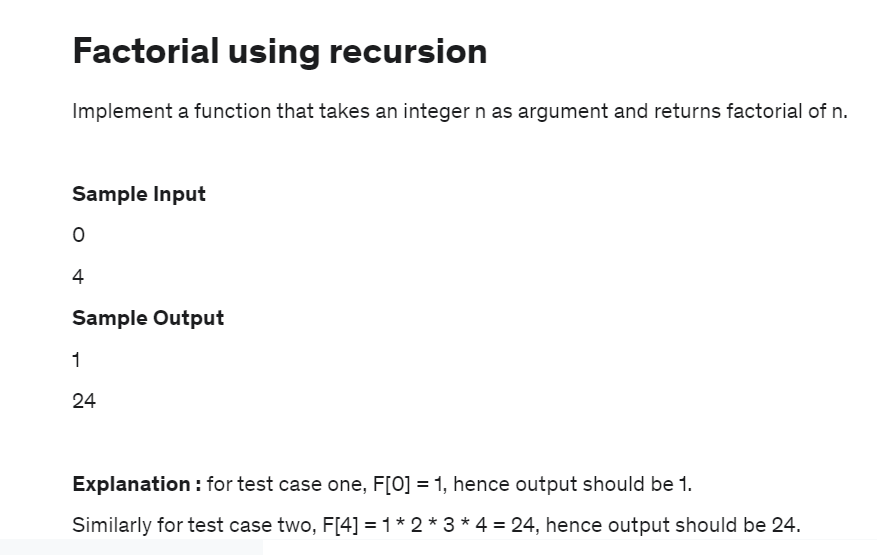 Factorial using recursion
Implement a function that takes an integer n as argument and returns factorial of n.
Sample Input
0
4
Sample Output
1
24
Explanation : for test case one, F[0] = 1, hence output should be 1.
Similarly for test case two, F[4] = 1 * 2 * 3 * 4 = 24, hence output should be 24.